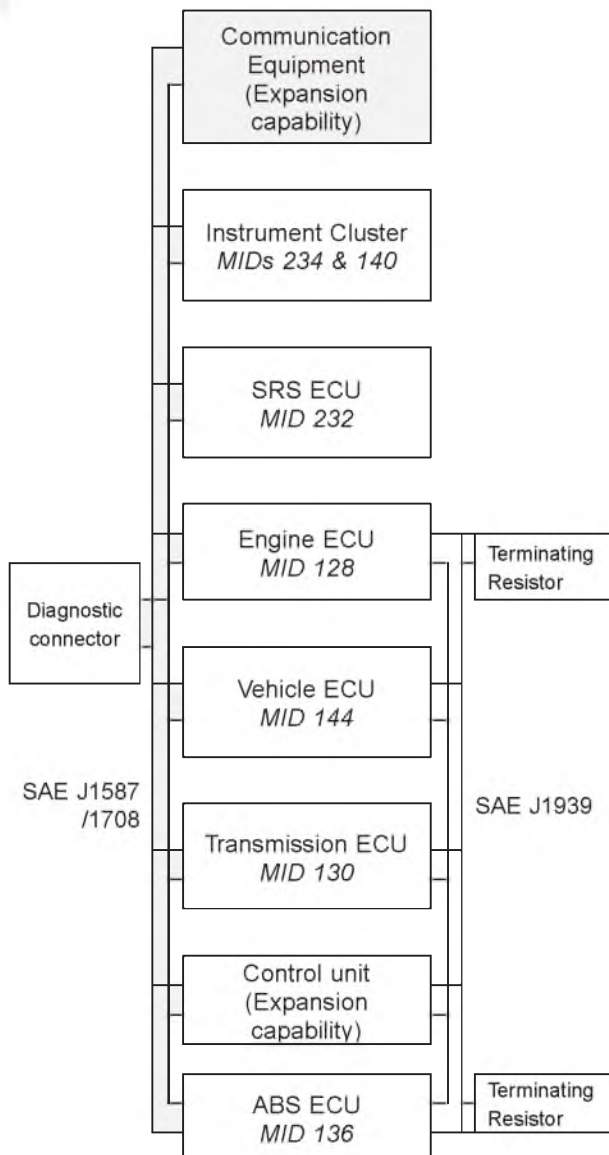 Communication
Equipment
(Expansion
capability)
Instrument Cluster
MIDs 234 & 140
SRS ECU
MID 232
Engine ECU
MID 128
Terminating
Resistor
Diagnostic
connector
Vehicle ECU
MID 144
SAE J1587
/1708
SAE J1939
Transmission ECU
MID 130
Control unit
(Expansion
capability)
ABS ECU
MID 136
Terminating
Resistor